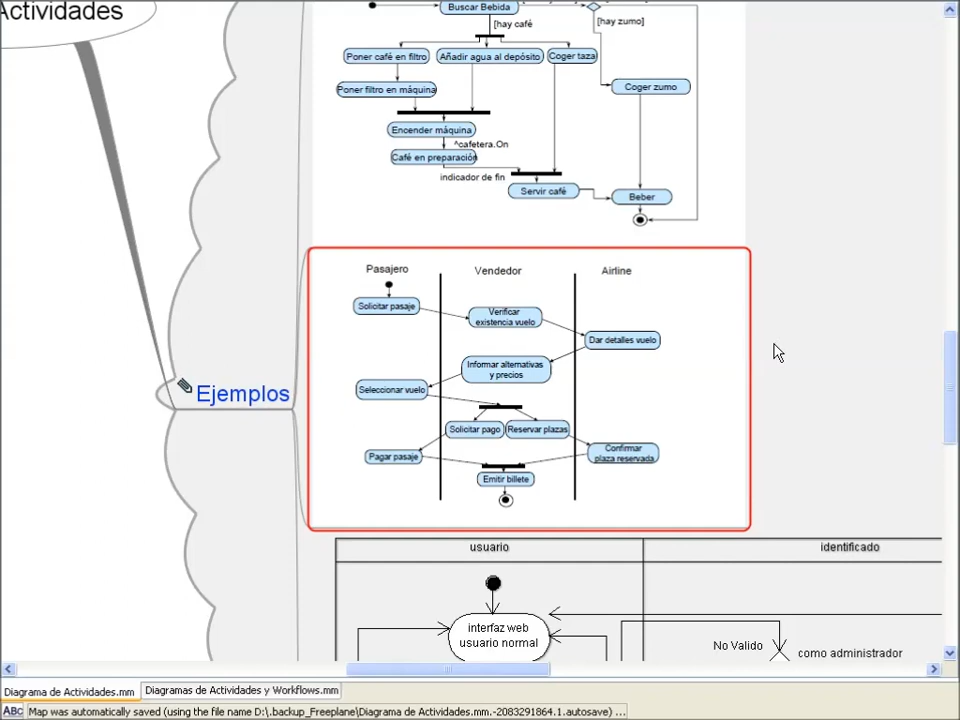 Actividades
Buscar Bebida
[hay café]
[hay zumo]
Poner café en filtro
Añadir agua al depósito
Coger taza
Poner filtro en máquina
Coger zumo
Encender máquina
^cafetera.On
Café en preparación
indicador de fin
Servir café
Beber
Pasajero
Vendedor
Airline
Solicitar pasaje
Verificar
existencia vuelo
Dar detalles vuelo
Informar alternativas
y precios
Seleccionar vuelo
Ejemplos
Solicitar pago
Reservar plazas
Pagar pasaje
Confirmar
plaza reservada
Emitir billete
usuario
identificado
interfaz web
usuario normal
No Valido
como administrador
Diagrama de Actividades.mm
Diagramas de Actividades y Workflows.mm
ABC
Map was automatically saved (using the file name D:\.backup_Freeplane\Diagrama de Actividades.mm.-2083291864.1.autosave) ...